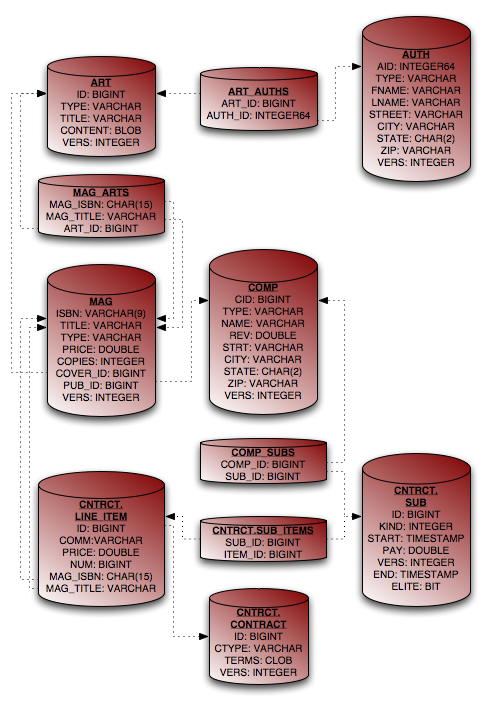 ART
ID: BIGINT
TYPE: VARCHAR
TITLE: VARCHAR
CONTENT: BLOB
VERS: INTEGER
ART_AUTHS
ART_ID: BIGINT
AUTH_ID: INTEGER64
AUTH
AID: INTEGER64
TYPE: VARCHAR
FNAME: VARCHAR
LNAME: VARCHAR
STREET: VARCHAR
CITY: VARCHAR
STATE: CHAR(2)
ZIP: VARCHAR
VERS: INTEGER
MAG_ARTS
MAG_ISBN: CHAR(15)
MAG_TITLE: VARCHAR
ART_ID: BIGINT
MAG
ISBN: VARCHAR(9)
TITLE: VARCHAR
TYPE: VARCHAR
PRICE: DOUBLE
COPIES: INTEGER
COVER_ID: BIGINT
PUB_ID: BIGINT
VERS: INTEGER
COMP
CID: BIGINT
TYPE: VARCHAR
NAME: VARCHAR
REV: DOUBLE
STRT: VARCHAR
CITY: VARCHAR
STATE: CHAR(2)
ZIP: VARCHAR
VERS: INTEGER
COMP_SUBS
COMP_ID: BIGINT
SUB_ID: BIGINT
CNTRCT.
LINE_ITEM
ID: BIGINT
COMM:VARCHAR
PRICE: DOUBLE
NUM: BIGINT
MAG_ISBN: CHAR(15)
MAG_TITLE: VARCHAR
CNTRCT.SUB_ITEMS
SUB_ID: BIGINT
ITEM_ID: BIGINT
CNTRCT.
SUB
ID: BIGINT
KIND: INTEGER
START: TIMESTAMP
PAY: DOUBLE
VERS: INTEGER
END: TIMESTAMP
ELITE: BIT
CNTRCT.
CONTRACT
ID: BIGINT
CTYPE: VARCHAR
TERMS: CLOB
VERS: INTEGER